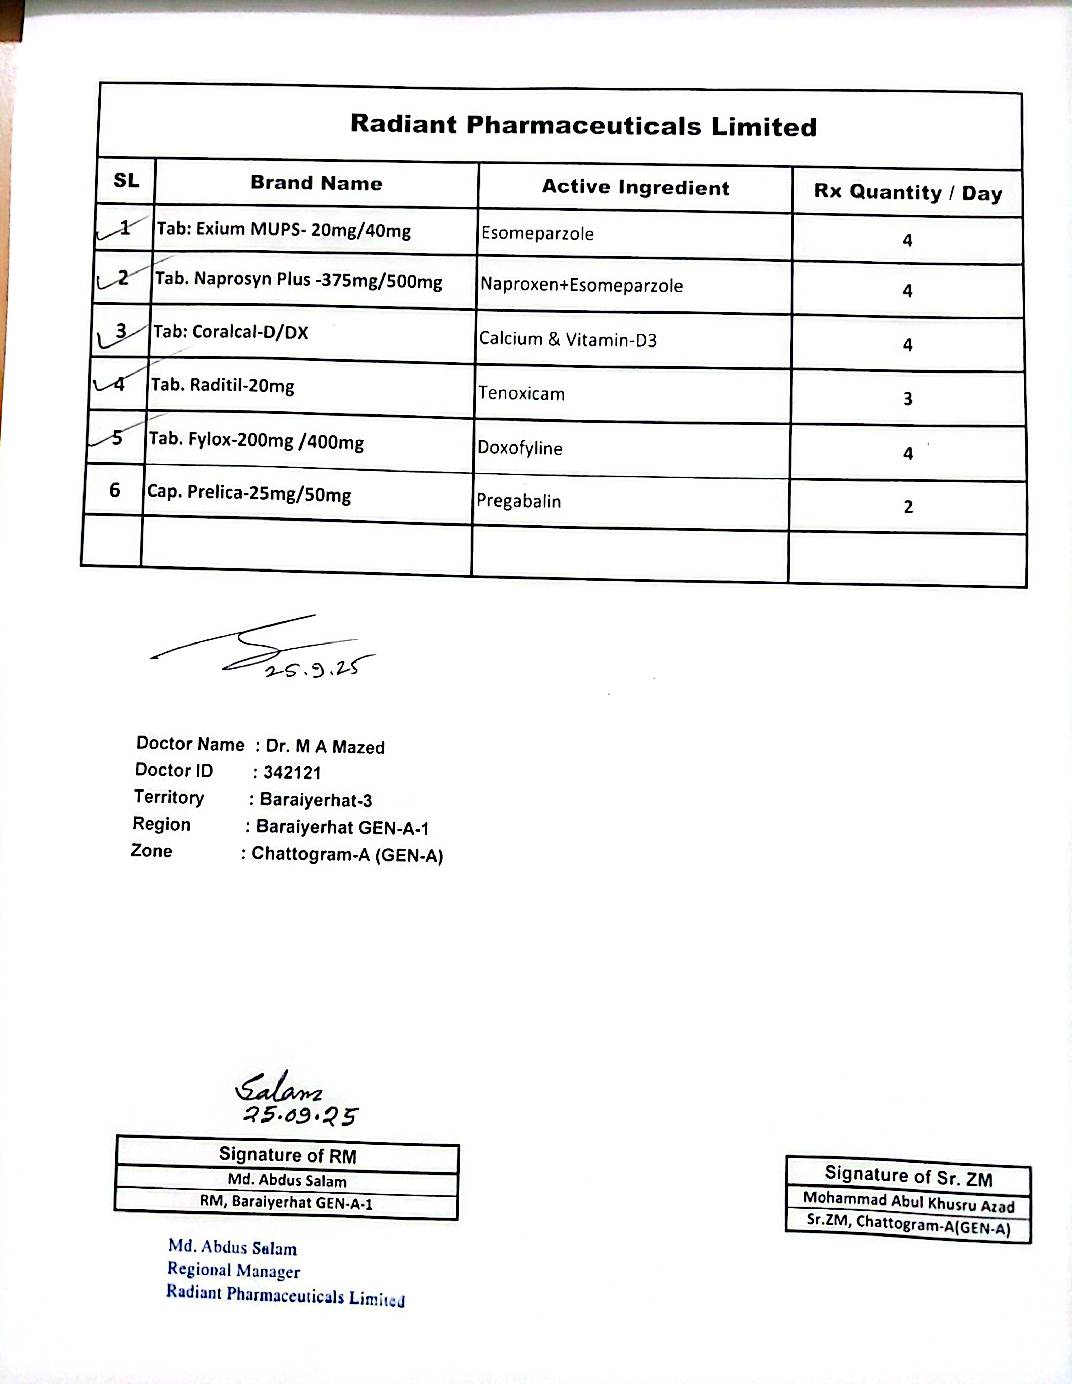 Radiant Pharmaceuticals Limited
SL Brand Name Active Ingredient Rx Quantity / Day
1 Tab: Exium MUPS- 20mg/40mg Esomeparzole 4
2 Tab. Naprosyn Plus -375mg/500mg Naproxen+Esomeparzole 4
3 Tab: Coralcal-D/DX Calcium & Vitamin-D3 4
4 Tab. Raditil-20mg Tenoxicam 3
5 Tab. Fylox-200mg /400mg Doxofyline 4
6 Cap. Prelica-25mg/50mg Pregabalin 2
25.9.25
Doctor Name : Dr. M A Mazed
Doctor ID : 342121
Territory : Baraiyerhat-3
Region : Baraiyerhat GEN-A-1
Zone : Chattogram-A (GEN-A)
Salam
25.09.25
Signature of RM
Md. Abdus Salam
RM, Baraiyerhat GEN-A-1
Signature of Sr. ZM
Mohammad Abul Khusru Azad
Sr.ZM, Chattogram-A(GEN-A)
Md. Abdus Salam
Regional Manager
Radiant Pharmaceuticals Limited